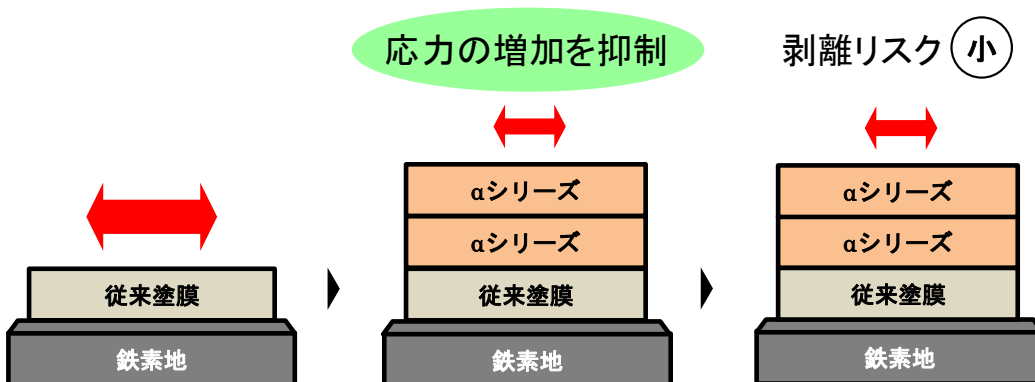 応力の増加を抑制
剥離リスク 小
従来塗膜
鉄素地
αシリーズ
αシリーズ
従来塗膜
鉄素地
αシリーズ
αシリーズ
従来塗膜
鉄素地